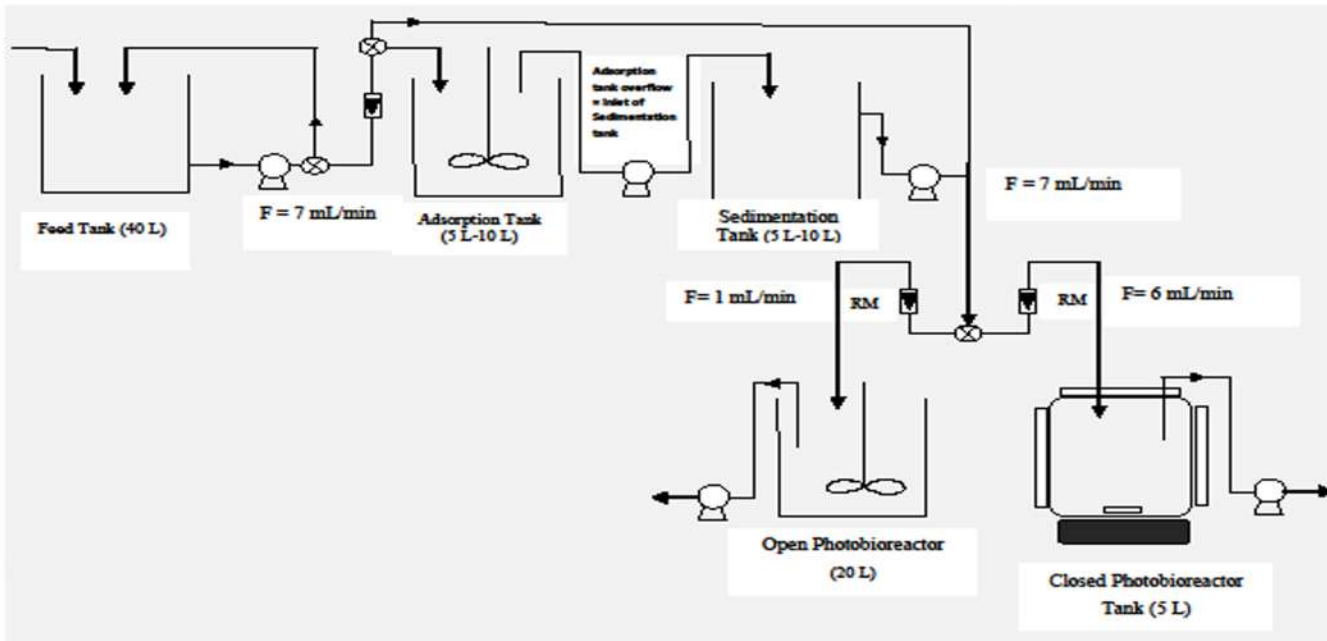 Adsorption
tank overflow
= Inlet of
Sedimentation
tank
Feed Tank (40 L)
F = 7 mL/min
Adsorption Tank
(5 L-10 L)
Sedimentation
Tank (5 L-10 L)
F = 7 mL/min
F= 1 mL/min
RM
RM
F= 6 mL/min
Open Photobioreactor
(20 L)
Closed Photobioreactor
Tank (5 L)